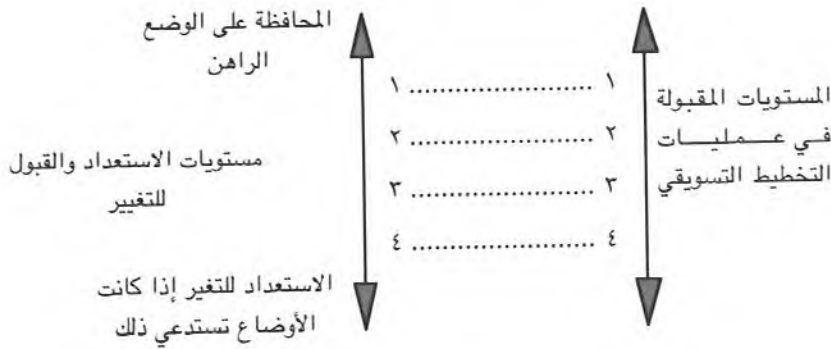 المحافظة على الوضع
الراهن
١ ........................ ١
٢ ........................ ٢
٣ ........................ ٣
٤ ........................ ٤
المستويات المقبولة
في عمليات
التخطيط التسويقي
مستويات الاستعداد والقبول
للتغيير
الاستعداد للتغير إذا كانت
الأوضاع تستدعي ذلك